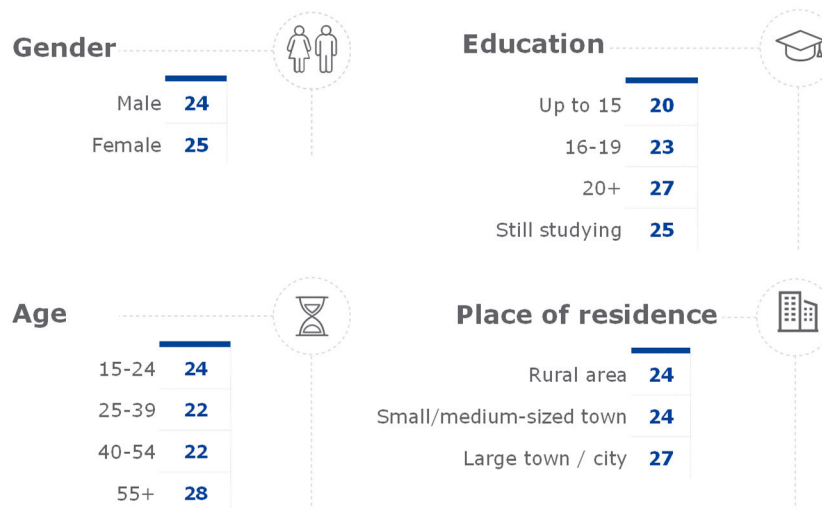 Gender
Male 24
Female 25
Education
Up to 15 20
16-19 23
20+ 27
Still studying 25
Age
15-24 24
25-39 22
40-54 22
55+ 28
Place of residence
Rural area 24
Small/medium-sized town 24
Large town / city 27